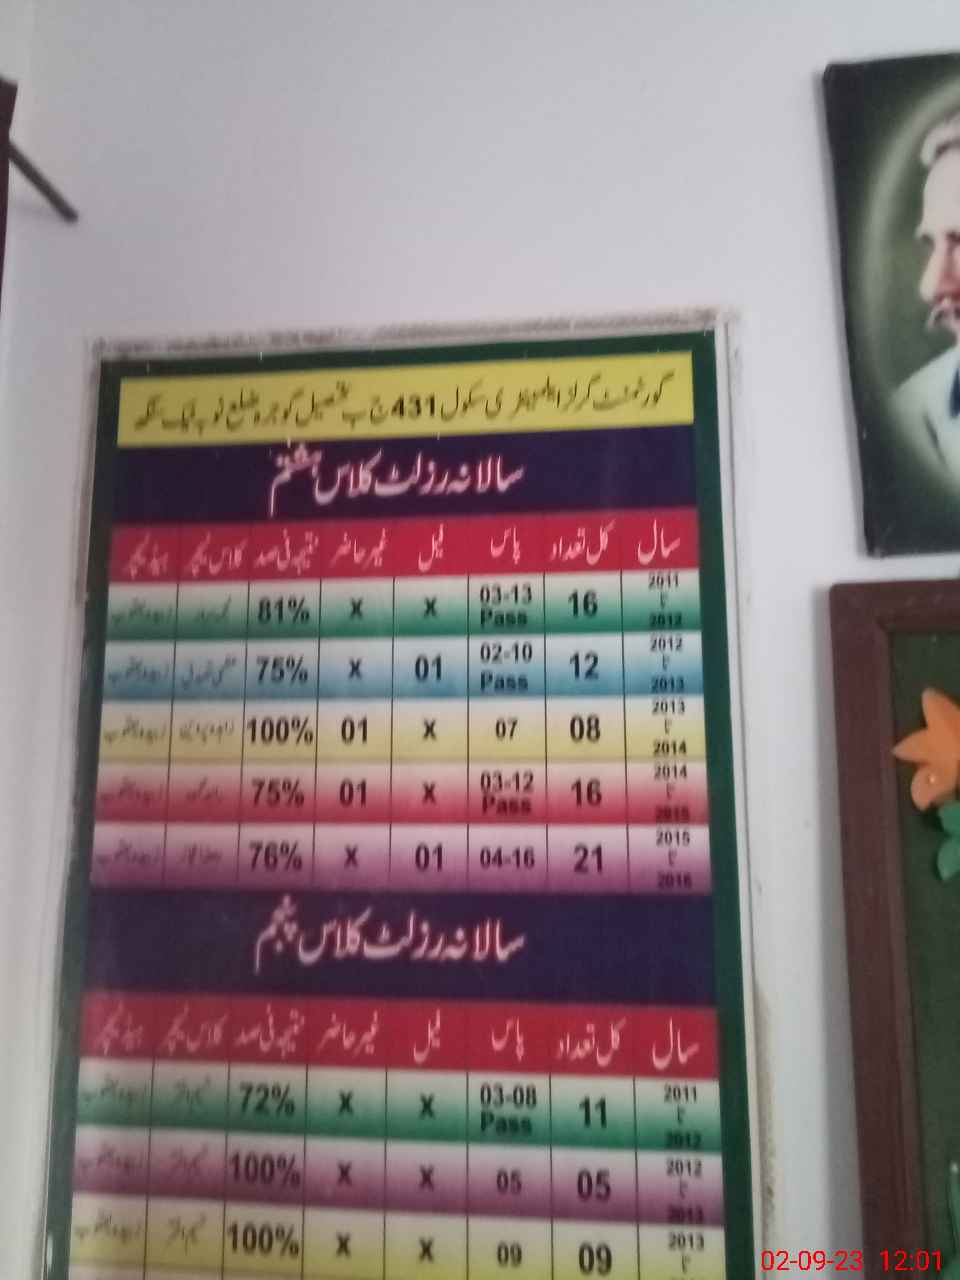 گورنمنٹ گرلز ایلیمنٹری سکول 431 ج ب تحصیل گوجرہ ضلع ٹوبہ ٹیک سنگھ
سالانہ رزلٹ کلاس ہشتم
سال کل تعداد پاس فیل غیر حاضر نتیجہ فی صد کلاس ٹیچر ہیڈ ٹیچر
2011 تا 2012 16 03-13 Pass x x 81%
2012 تا 2013 12 02-10 Pass 01 x 75%
2013 تا 2014 08 07 x 01 100%
2014 تا 2015 16 03-12 Pass x 01 75%
2015 تا 2016 21 04-16 01 x 76%
سالانہ رزلٹ کلاس پنجم
سال کل تعداد پاس فیل غیر حاضر نتیجہ فی صد کلاس ٹیچر ہیڈ ٹیچر
2011 تا 2012 11 03-08 Pass x x 72%
2012 تا 2013 05 05 x x 100%
2013 09 09 x x 100%
02-09-23 12:01